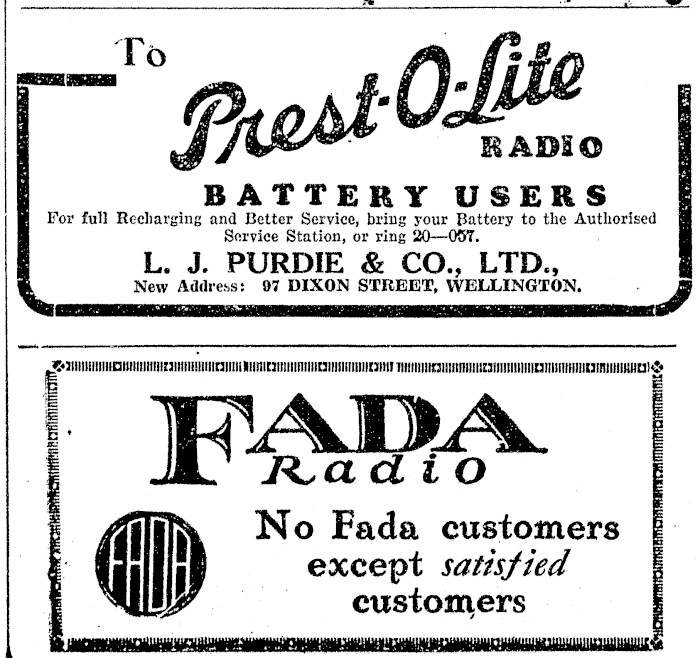 To
Prest-O-Lite
RADIO
BATTERY USERS
For full Recharging and Better Service, bring your Battery to the Authorised
Service Station, or ring 20—057.
L. J. PURDIE & CO., LTD.,
New Address: 97 DIXON STREET, WELLINGTON.
FADA
Radio
FADA
No Fada customers
except satisfied
customers